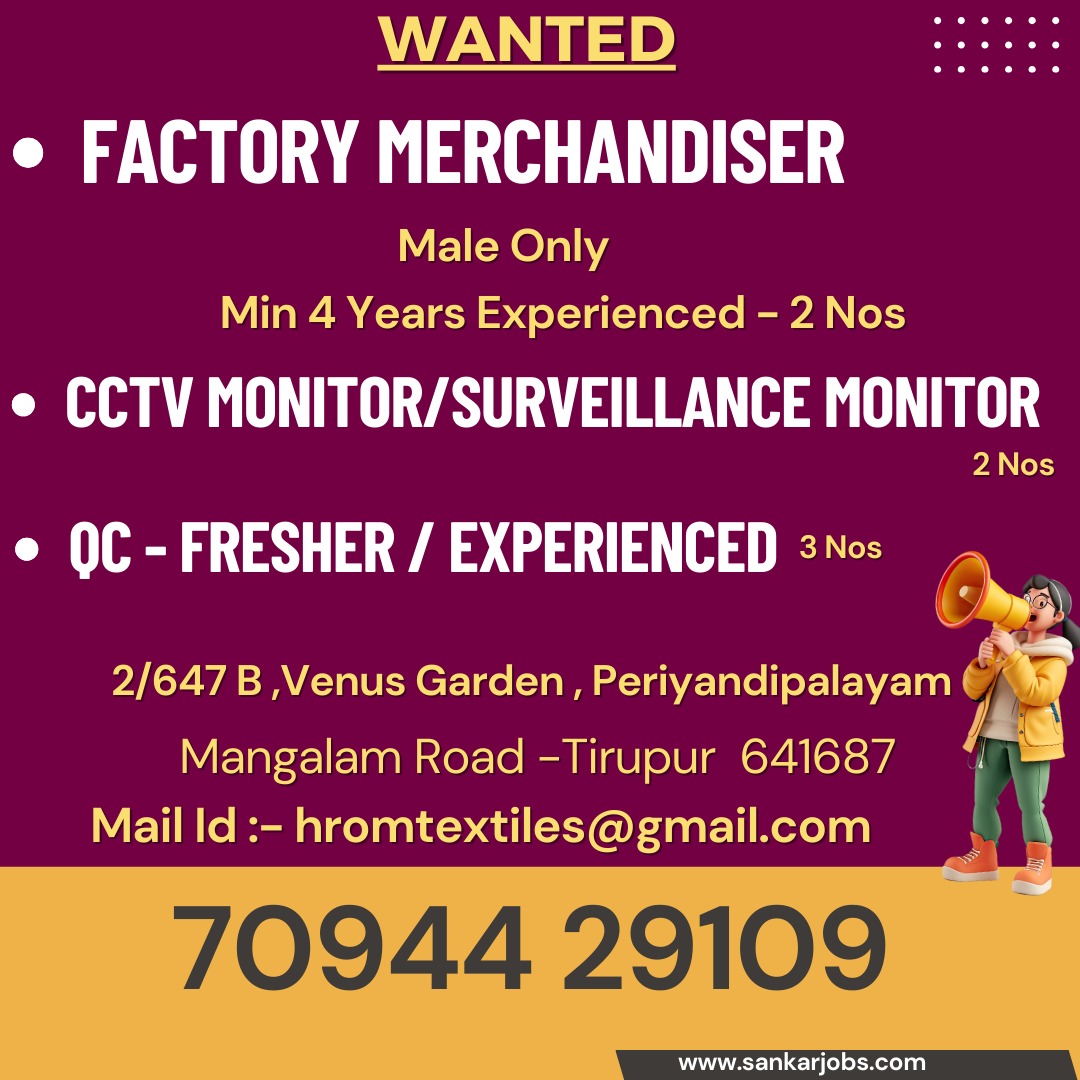 WANTED
• FACTORY MERCHANDISER
Male Only
Min 4 Years Experienced - 2 Nos
• CCTV MONITOR/SURVEILLANCE MONITOR
2 Nos
• QC - FRESHER / EXPERIENCED 3 Nos
2/647 B ,Venus Garden , Periyandipalayam
Mangalam Road -Tirupur 641687
Mail Id :- hromtextiles@gmail.com
70944 29109
www.sankarjobs.com